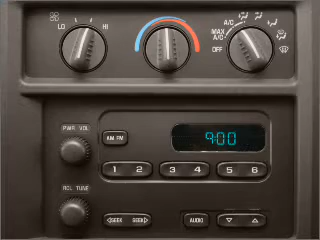 LO HI
A/C
MAX
A/C
OFF
PWR VOL
AM FM
9:00
1 2 3 4 5 6
TUNE
SEEK SEEK AUDIO